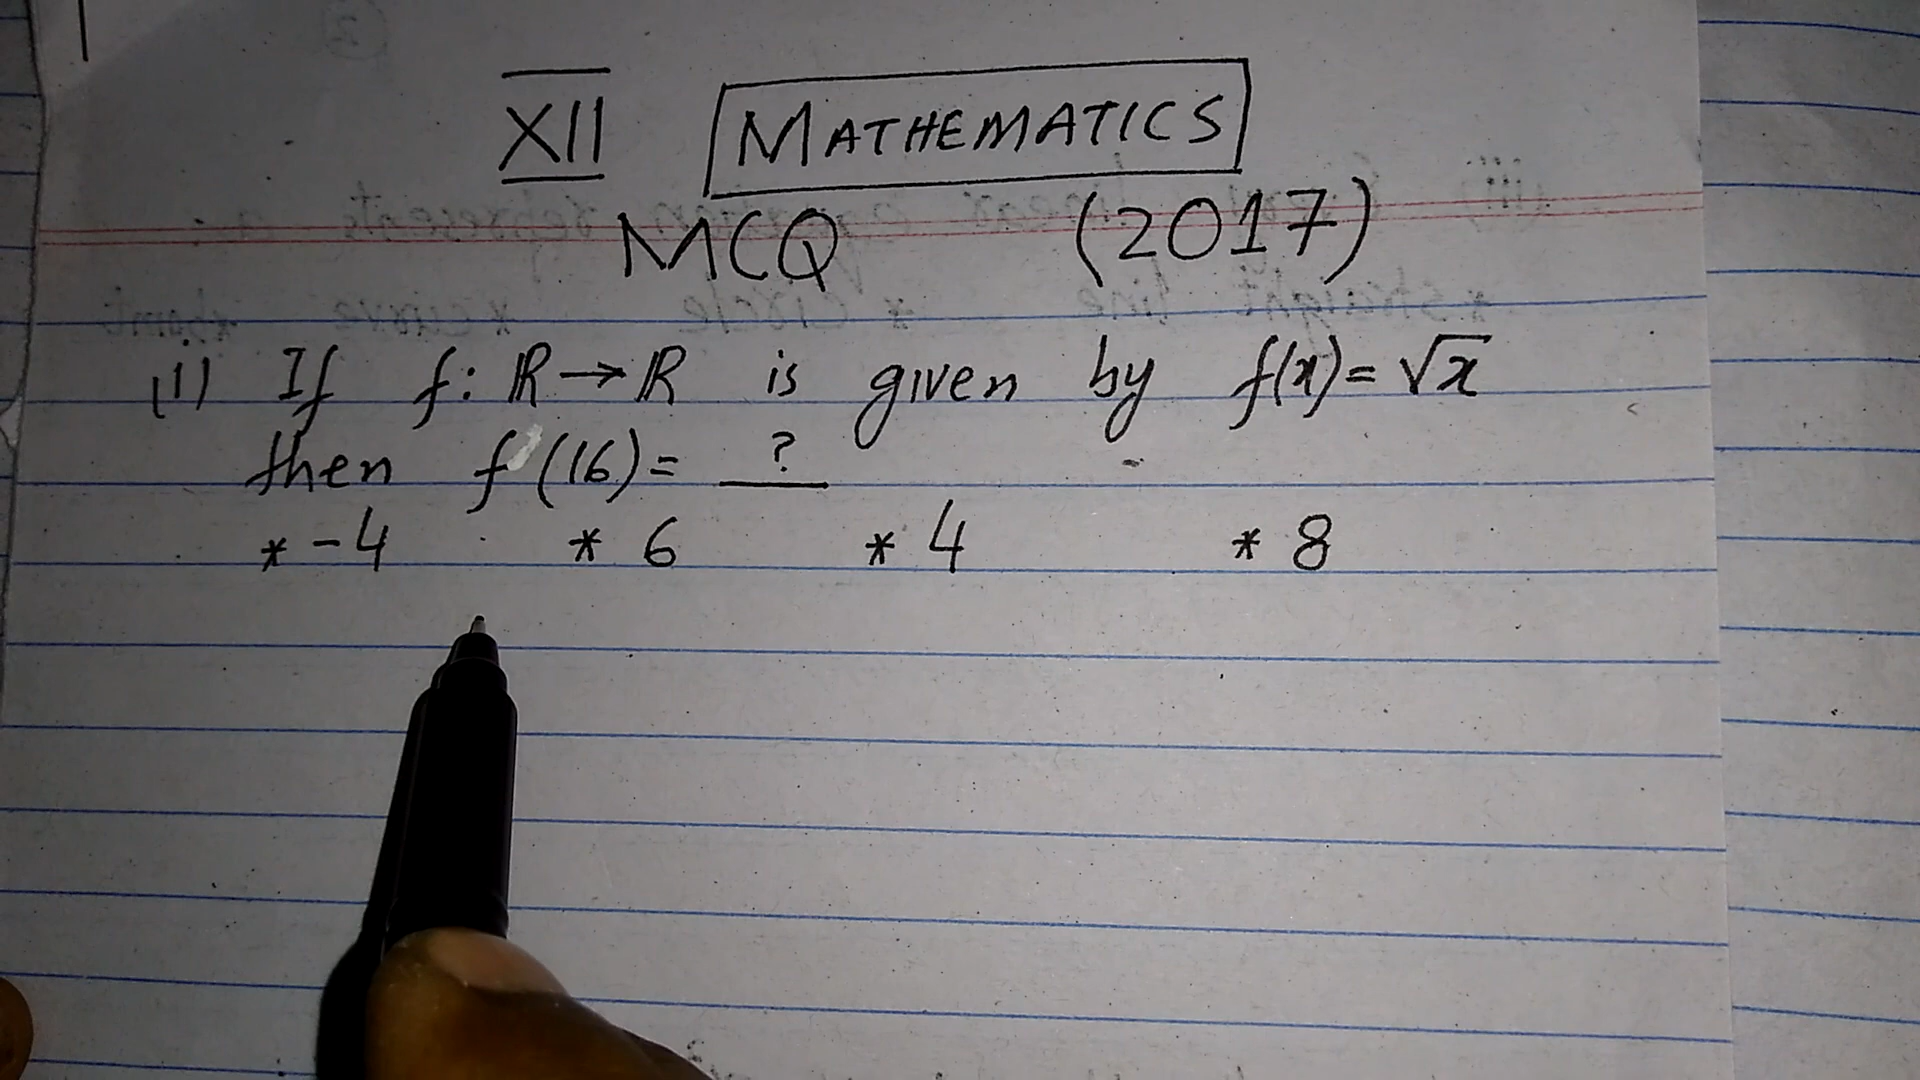 XII MATHEMATICS
MCQ (2017)
(i) If f: ℝ→ℝ is given by f(x)=√x
then f (16)= ?
* -4 * 6 * 4 * 8